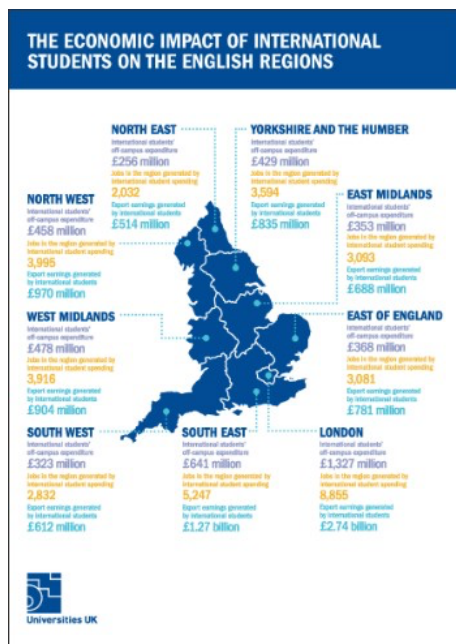 THE ECONOMIC IMPACT OF INTERNATIONAL
STUDENTS ON THE ENGLISH REGIONS
NORTH EAST
International students'
off-campus expenditure
£256 million
Jobs in the region generated by
international student spending
2,032
Export earnings generated
by international students
£514 million
YORKSHIRE AND THE HUMBER
International students'
off-campus expenditure
£429 million
Jobs in the region generated by
international student spending
3,594
Export earnings generated
by international students
£835 million
NORTH WEST
International students'
off-campus expenditure
£458 million
Jobs in the region generated by
international student spending
3,995
Export earnings generated
by international students
£970 million
EAST MIDLANDS
International students'
off-campus expenditure
£353 million
Jobs in the region generated by
international student spending
3,093
Export earnings generated
by international students
£688 million
WEST MIDLANDS
International students'
off-campus expenditure
£478 million
Jobs in the region generated by
international student spending
3,916
Export earnings generated
by international students
£904 million
EAST OF ENGLAND
International students'
off-campus expenditure
£368 million
Jobs in the region generated by
international student spending
3,081
Export earnings generated
by international students
£781 million
SOUTH WEST
International students'
off-campus expenditure
£323 million
Jobs in the region generated by
international student spending
2,832
Export earnings generated
by international students
£612 million
SOUTH EAST
International students'
off-campus expenditure
£641 million
Jobs in the region generated by
international student spending
5,247
Export earnings generated
by international students
£1.27 billion
LONDON
International students'
off-campus expenditure
£1,327 million
Jobs in the region generated by
international student spending
8,855
Export earnings generated
by international students
£2.74 billion
Universities UK